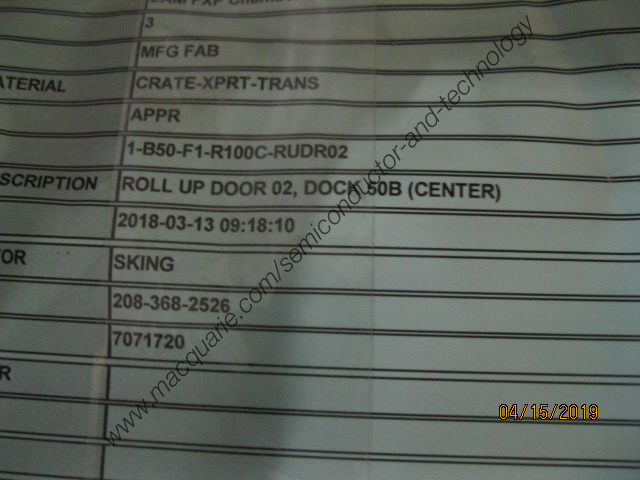 3
MFG FAB
ATERIAL CRATE-XPRT-TRANS
APPR
1-B50-F1-R100C-RUDR02
SCRIPTION ROLL UP DOOR 02, DOCK 50B (CENTER)
2018-03-13 09:18:10
OR SKING
208-368-2526
7071720
R
04/15/2019
www.macquarie.com/semiconductor-and-technology